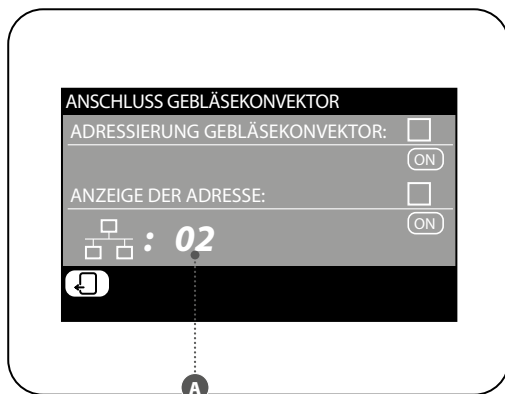 ANSCHLUSS GEBLÄSEKONVEKTOR
ADRESSIERUNG GEBLÄSEKONVEKTOR:
ON
ANZEIGE DER ADRESSE:
ON
: 02
A